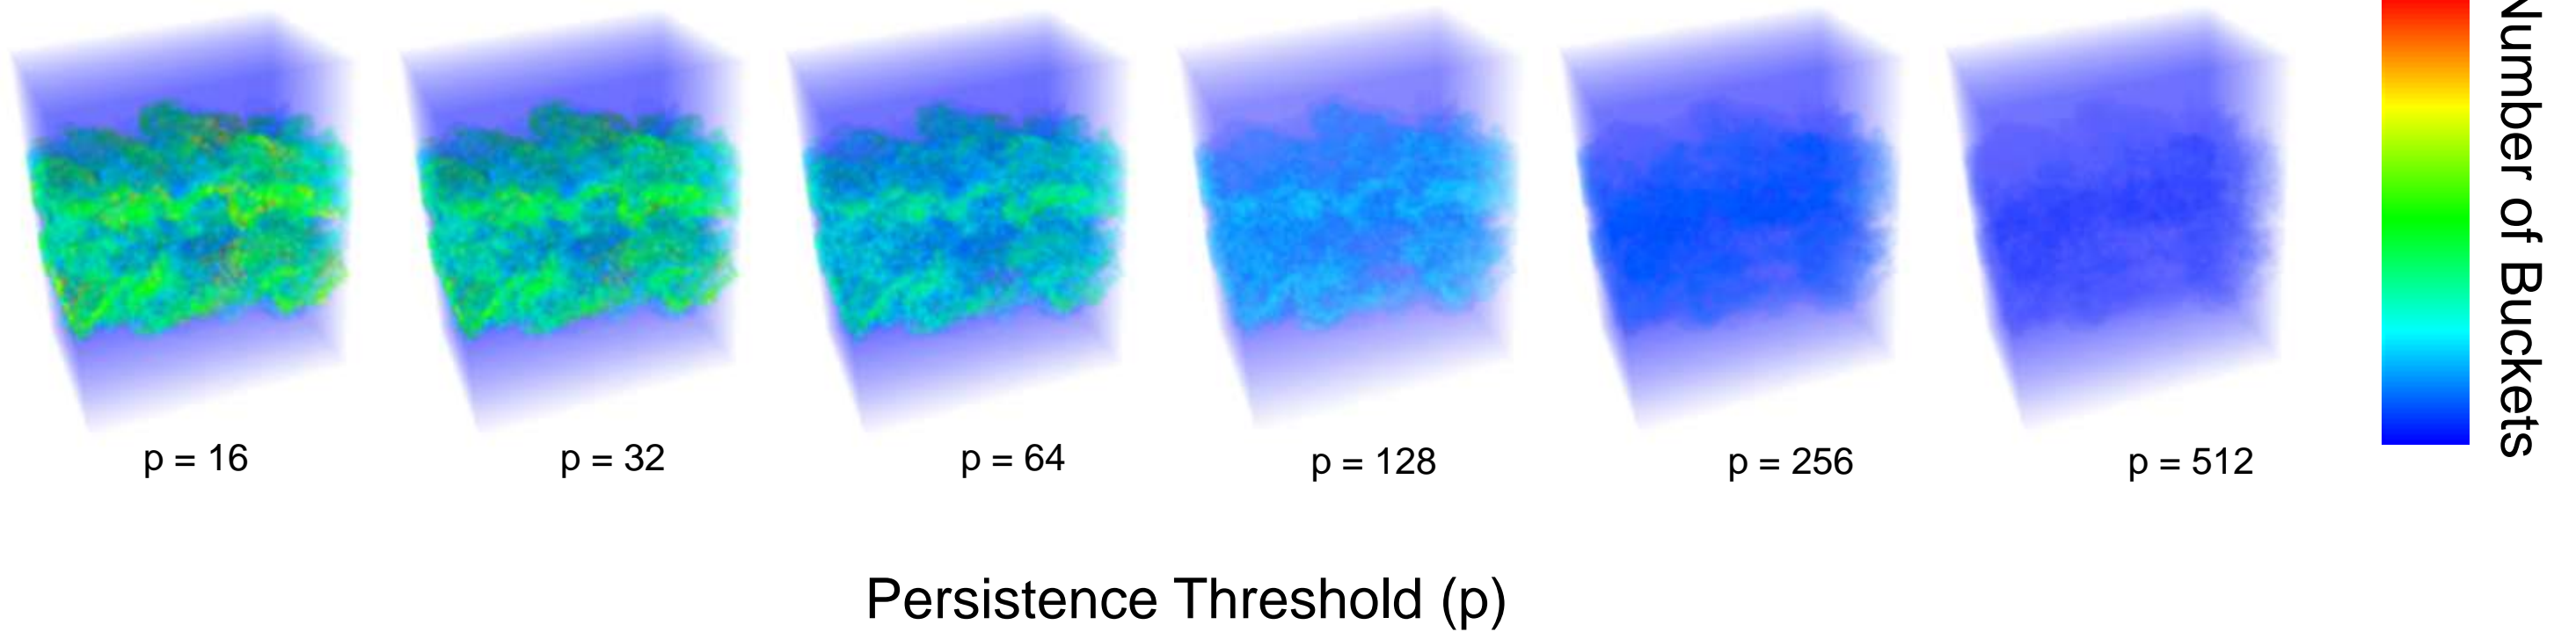 p = 16
p = 32
p = 64
p = 128
p = 256
p = 512
Persistence Threshold (p)
Number of Buckets